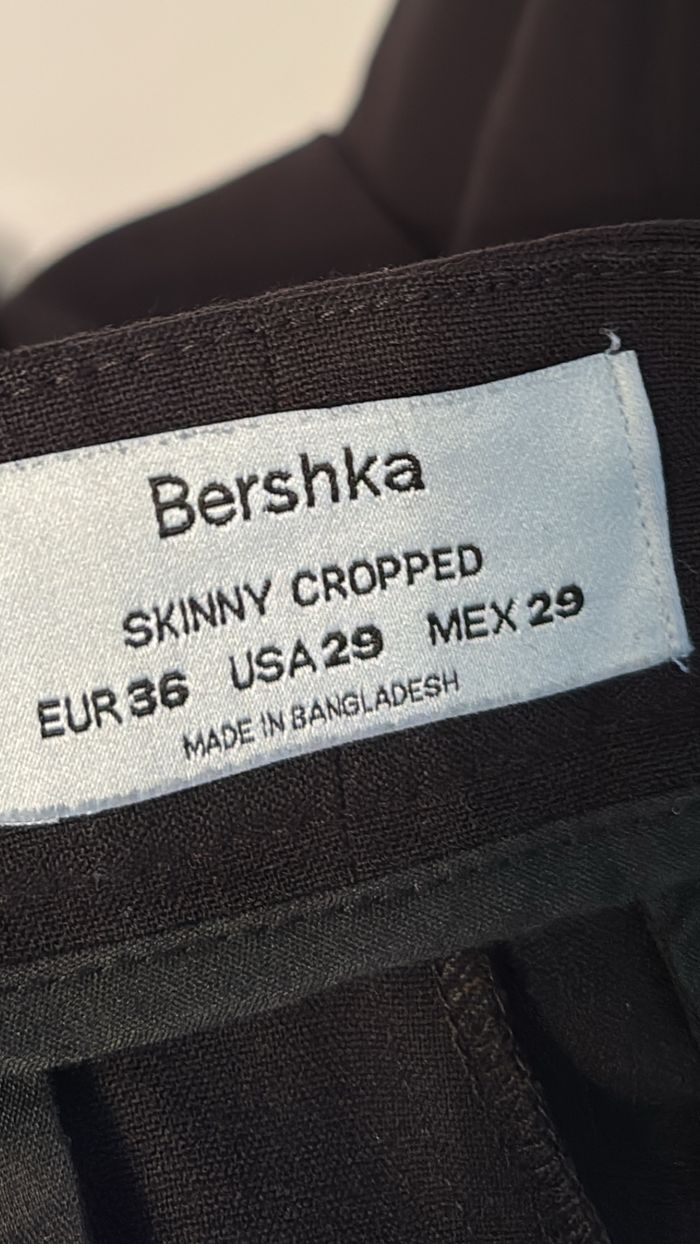 Bershka
SKINNY CROPPED
EUR 36 USA 29 MEX 29
MADE IN BANGLADESH